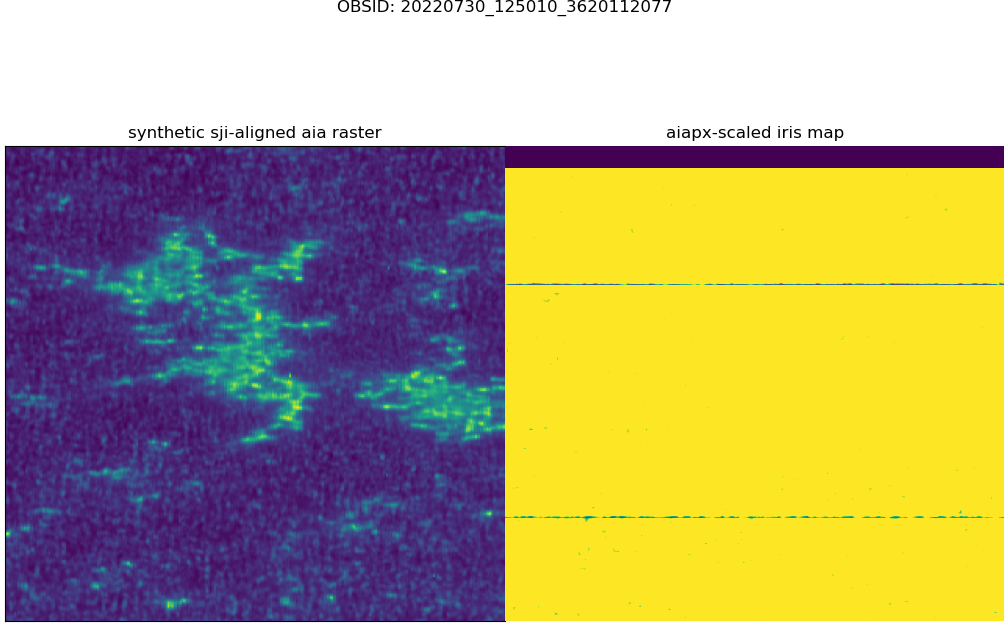 OBSID: 20220730_125010_3620112077
synthetic sji-aligned aia raster
aiapx-scaled iris map